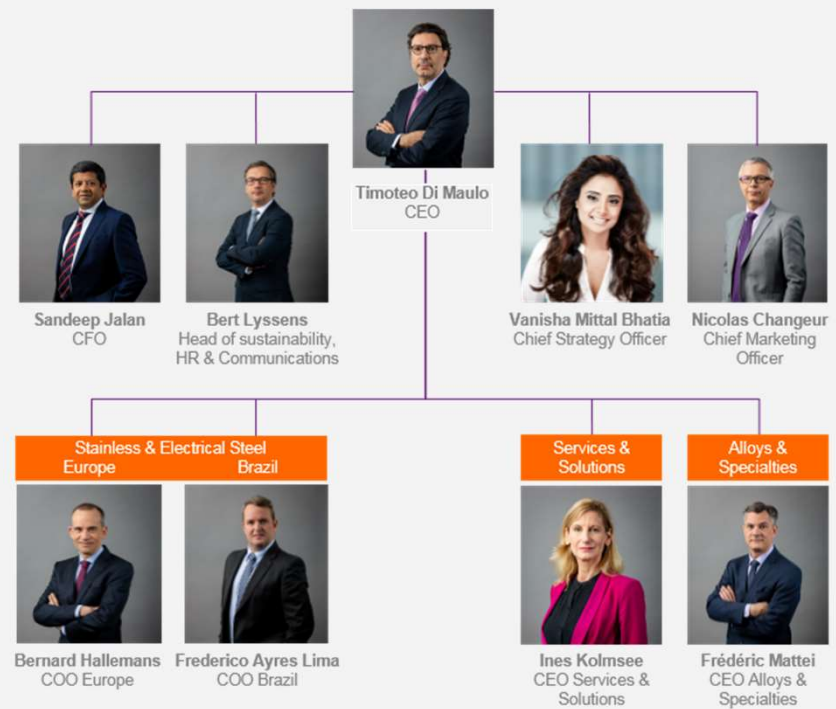 Timoteo Di Maulo
CEO
Sandeep Jalan
CFO
Bert Lyssens
Head of sustainability,
HR & Communications
Vanisha Mittal Bhatia
Chief Strategy Officer
Nicolas Changeur
Chief Marketing
Officer
Stainless & Electrical Steel
Europe Brazil
Services &
Solutions
Alloys &
Specialties
Bernard Hallemans
COO Europe
Frederico Ayres Lima
COO Brazil
Ines Kolmsee
CEO Services &
Solutions
Frédéric Mattei
CEO Alloys &
Specialties